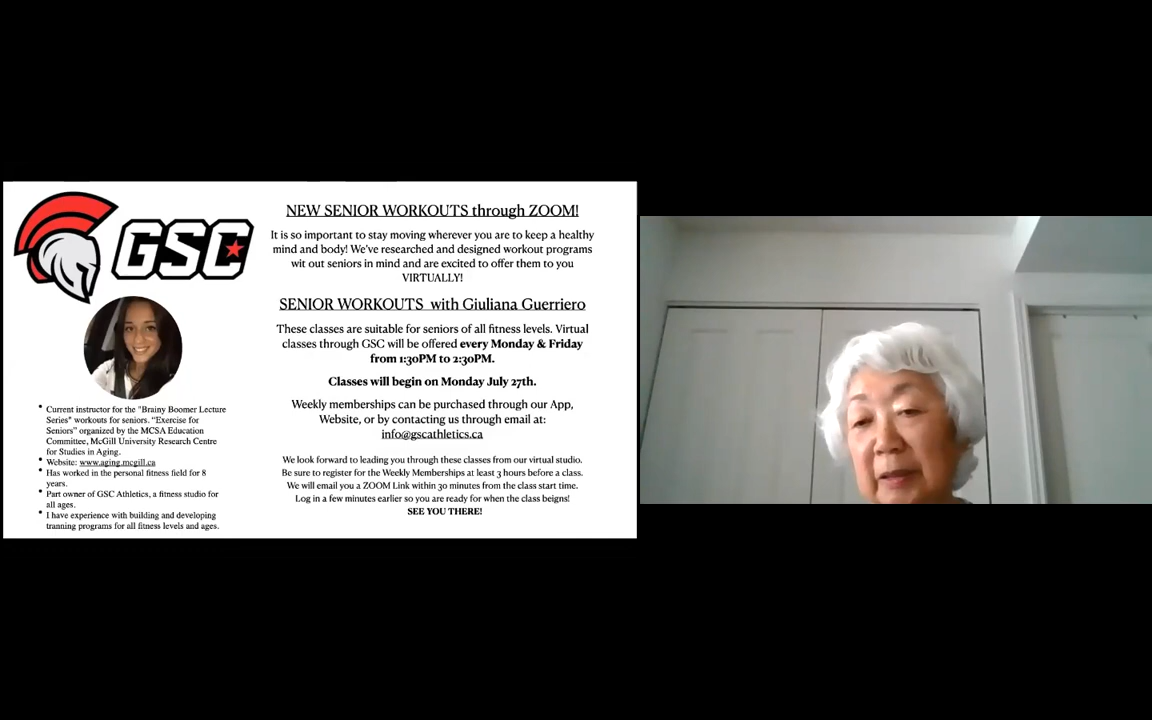 GSC
NEW SENIOR WORKOUTS through ZOOM!
It is so important to stay moving wherever you are to keep a healthy
mind and body! We've researched and designed workout programs
wit out seniors in mind and are excited to offer them to you
VIRTUALLY!
SENIOR WORKOUTS with Giuliana Guerriero
These classes are suitable for seniors of all fitness levels. Virtual
classes through GSC will be offered every Monday & Friday
from 1:30PM to 2:30PM.
Classes will begin on Monday July 27th.
Weekly memberships can be purchased through our App,
Website, or by contacting us through email at:
info@gscathletics.ca
We look forward to leading you through these classes from our virtual studio.
Be sure to register for the Weekly Memberships at least 3 hours before a class.
We will email you a ZOOM Link within 30 minutes from the class start time.
Log in a few minutes earlier so you are ready for when the class beigns!
SEE YOU THERE!
• Current instructor for the "Brainy Boomer Lecture
Series" workouts for seniors. "Exercise for
Seniors" organized by the MCSA Education
Committee, McGill University Research Centre
for Studies in Aging.
• Website: www.aging.mcgill.ca
• Has worked in the personal fitness field for 8
years.
• Part owner of GSC Athletics, a fitness studio for
all ages.
• I have experience with building and developing
tranning programs for all fitness levels and ages.